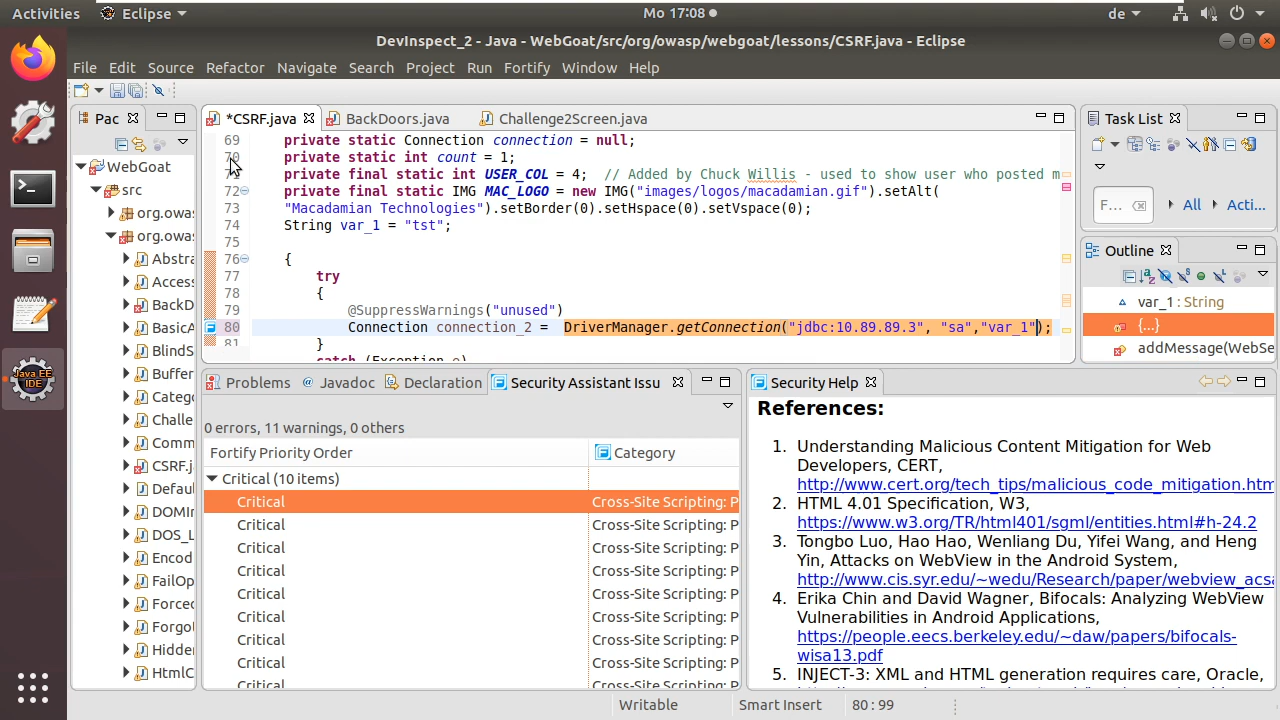 Activities Eclipse Mo 17:08 de
DevInspect_2 - Java - WebGoat/src/org/owasp/webgoat/lessons/CSRF.java - Eclipse
File Edit Source Refactor Navigate Search Project Run Fortify Window Help
Pac
WebGoat
src
org.owas
org.owas
Abstra
Access
BackD
BasicA
BlindS
Buffer
Catego
Challe
Comm
CSRF.j
Defaul
DOMIn
DOS_L
Encod
FailOp
Forced
Forgot
Hidder
HtmlC
*CSRF.java BackDoors.java Challenge2Screen.java
69 private static Connection connection = null;
70 private static int count = 1;
private final static int USER_COL = 4; // Added by Chuck Willis - used to show user who posted m
72 private final static IMG MAC_LOGO = new IMG("images/logos/macadamian.gif").setAlt(
73 "Macadamian Technologies").setBorder(0).setHspace(0).setVspace(0);
74 String var_1 = "tst";
75
76 {
77 try
78 {
79 @SuppressWarnings("unused")
80 Connection connection_2 = DriverManager.getConnection("jdbc:10.89.89.3", "sa","var_1");
81 }
catch (Exception e)
Task List
F...
All Acti...
Outline
var_1 : String
{...}
addMessage(WebSe
Problems @ Javadoc Declaration Security Assistant Issu
0 errors, 11 warnings, 0 others
Fortify Priority Order Category
Critical (10 items)
Critical Cross-Site Scripting: P
Critical Cross-Site Scripting: P
Critical Cross-Site Scripting: P
Critical Cross-Site Scripting: P
Critical Cross-Site Scripting: P
Critical Cross-Site Scripting: P
Critical Cross-Site Scripting: P
Critical Cross-Site Scripting: P
Critical Cross-Site Scripting: P
Security Help
References:
1. Understanding Malicious Content Mitigation for Web
Developers, CERT,
http://www.cert.org/tech_tips/malicious_code_mitigation.htm
2. HTML 4.01 Specification, W3,
https://www.w3.org/TR/html401/sgml/entities.html#h-24.2
3. Tongbo Luo, Hao Hao, Wenliang Du, Yifei Wang, and Heng
Yin, Attacks on WebView in the Android System,
http://www.cis.syr.edu/~wedu/Research/paper/webview_acsa
4. Erika Chin and David Wagner, Bifocals: Analyzing WebView
Vulnerabilities in Android Applications,
https://people.eecs.berkeley.edu/~daw/papers/bifocals-
wisa13.pdf
5. INJECT-3: XML and HTML generation requires care, Oracle,
Writable Smart Insert 80 : 99
Java EE
IDE